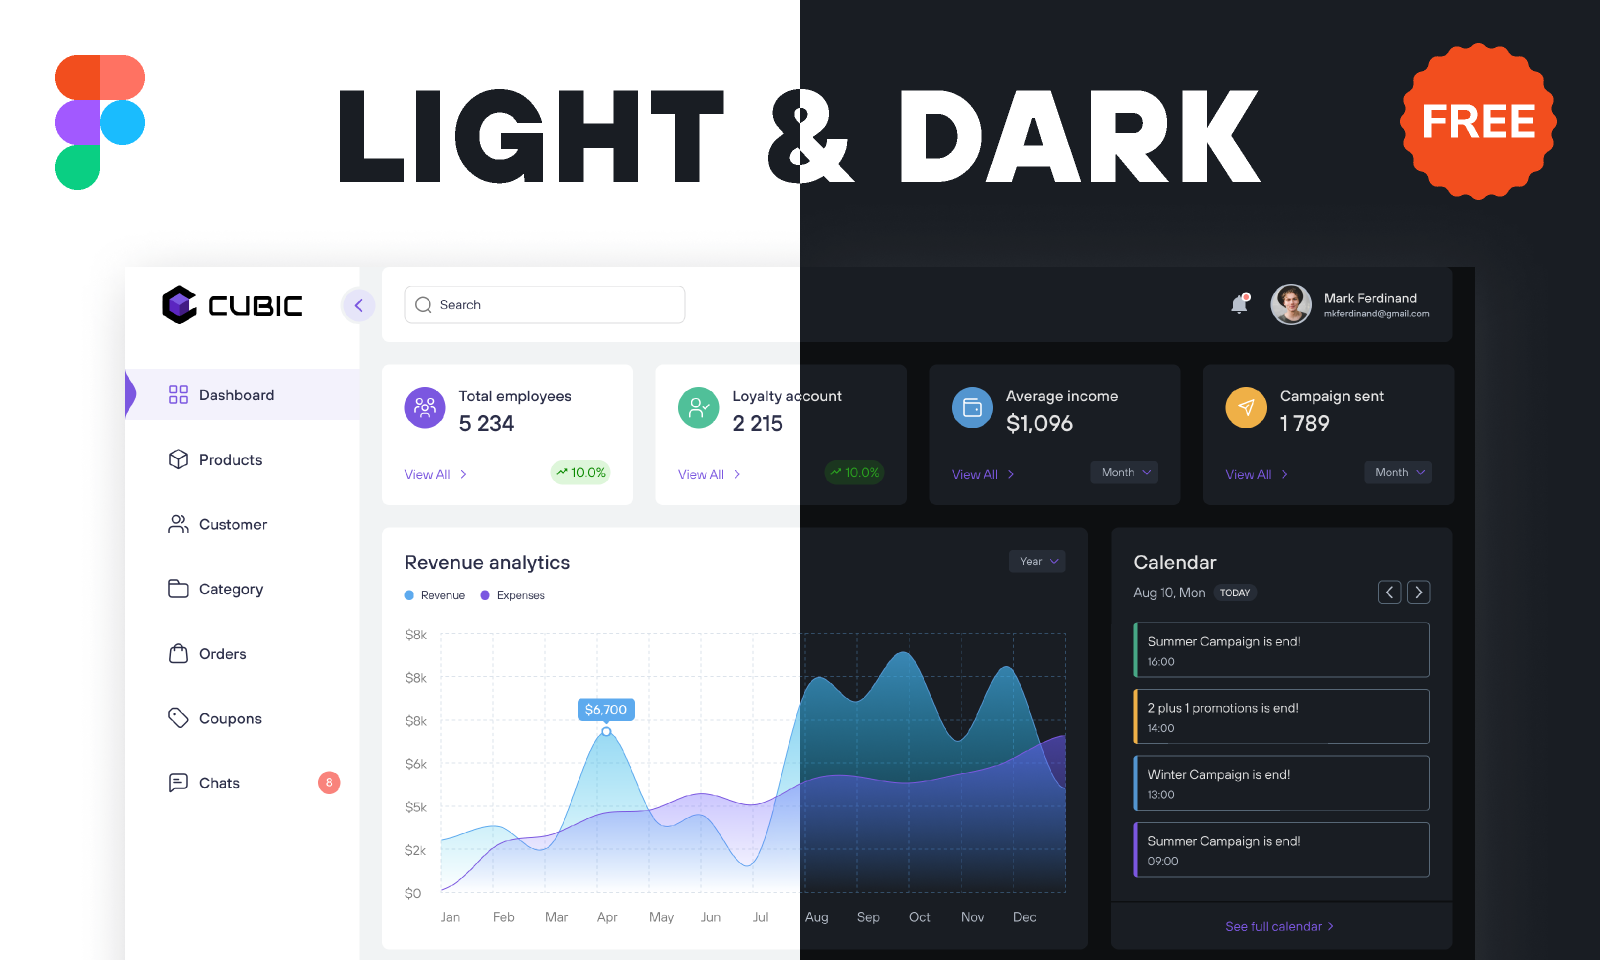 LIGHT & DARK
FREE
CUBIC
Search
Mark Ferdinand
mkferdinand@gmail.com
Dashboard
Products
Customer
Category
Orders
Coupons
Chats
8
Total employees
5 234
View All
10.0%
Loyalty account
2 215
View All
10.0%
Average income
$1,096
View All
Month
Campaign sent
1 789
View All
Month
Revenue analytics
Year
Revenue
Expenses
$8k
$8k
$8k
$6k
$5k
$2k
$0
$6,700
Jan
Feb
Mar
Apr
May
Jun
Jul
Aug
Sep
Oct
Nov
Dec
Calendar
Aug 10, Mon
TODAY
Summer Campaign is end!
16:00
2 plus 1 promotions is end!
14:00
Winter Campaign is end!
13:00
Summer Campaign is end!
09:00
See full calendar